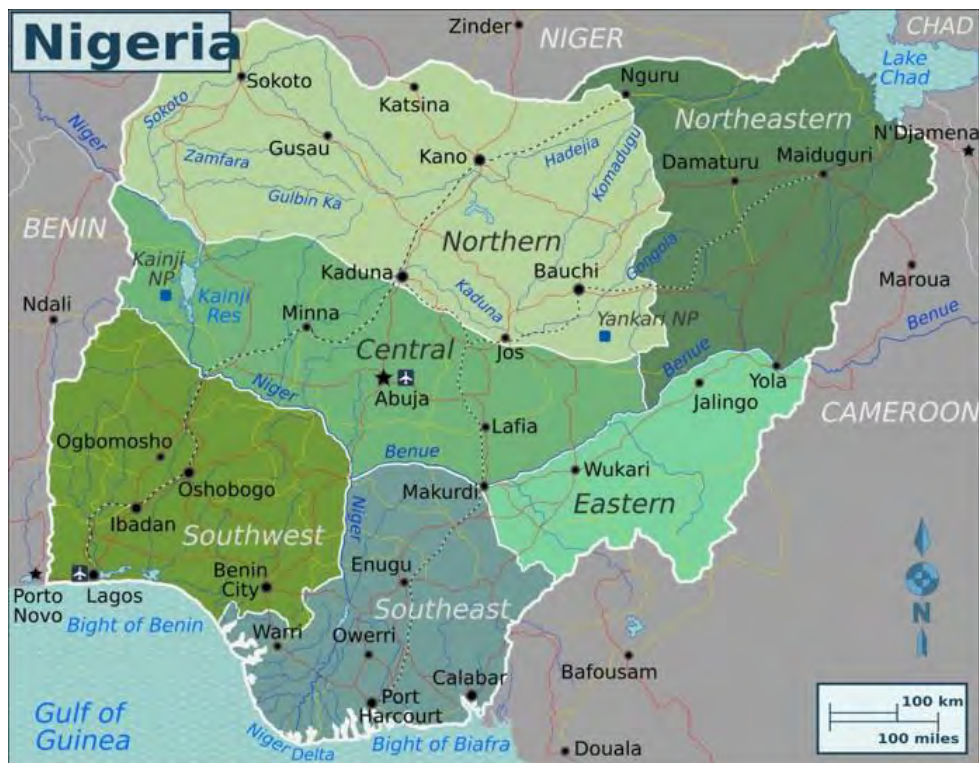 Nigeria
Zinder
NIGER
CHAD
Lake
Chad
Sokoto
Katsina
Nguru
Sokoto
Niger
Gusau
Kano
Hadejia
Komadugu
Northeastern
N'Djamena
Zamfara
Damaturu
Maiduguri
Gulbin Ka
BENIN
Northern
Kainji
NP
Kaduna
Bauchi
Gongola
Maroua
Kainji
Res
Kaduna
Ndali
Minna
Yankari NP
Benue
Central
Jos
Benue
Niger
Abuja
Yola
Jalingo
CAMEROON
Ogbomosho
Lafia
Benue
Wukari
Oshobogo
Makurdi
Eastern
Ibadan
Niger
Southwest
Enugu
Benin
City
Southeast
Porto
Novo
Lagos
N
Bight of Benin
Warri
Owerri
Bafousam
Calabar
Port
Harcourt
Gulf of
Guinea
Niger
Delta
Bight of Biafra
Douala
100 km
100 miles